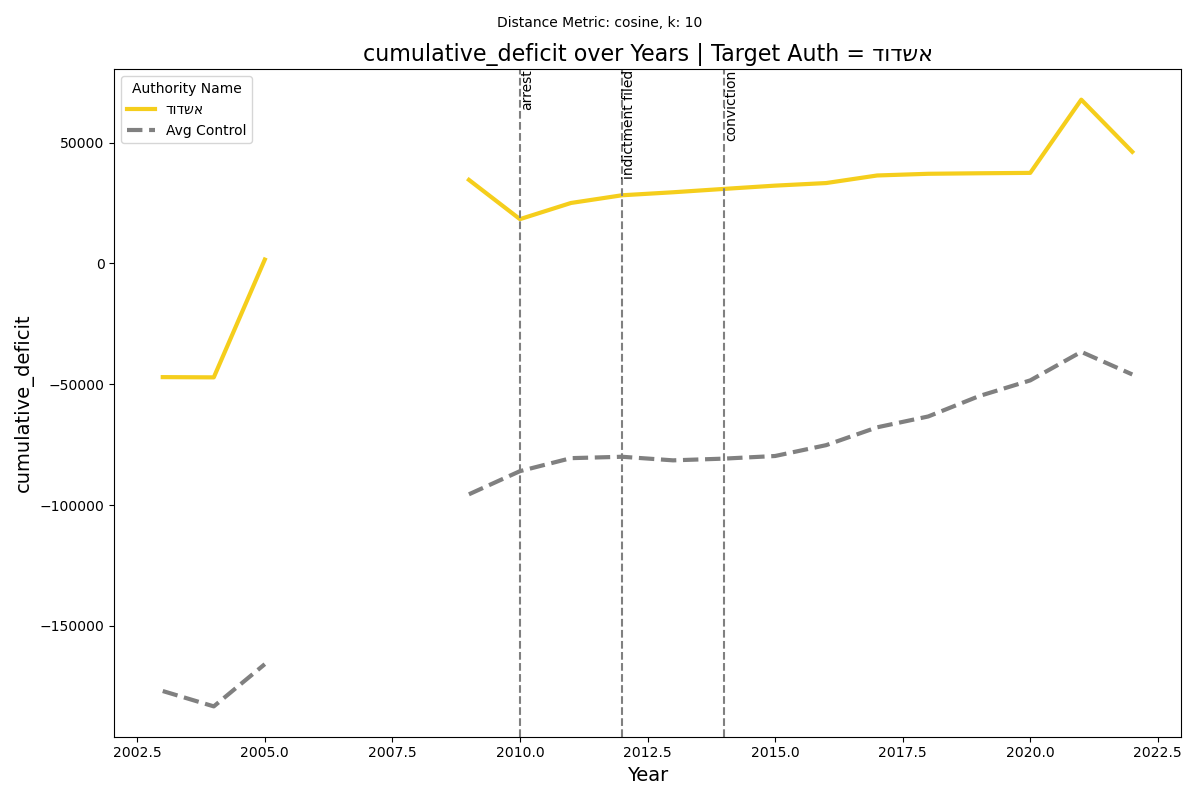 Distance Metric: cosine, k: 10
cumulative_deficit over Years | Target Auth = אשדוד
Authority Name
אשדוד
Avg Control
arrest
indictment filed
conviction
cumulative_deficit
50000
0
−50000
−100000
−150000
2002.5 2005.0 2007.5 2010.0 2012.5 2015.0 2017.5 2020.0 2022.5
Year